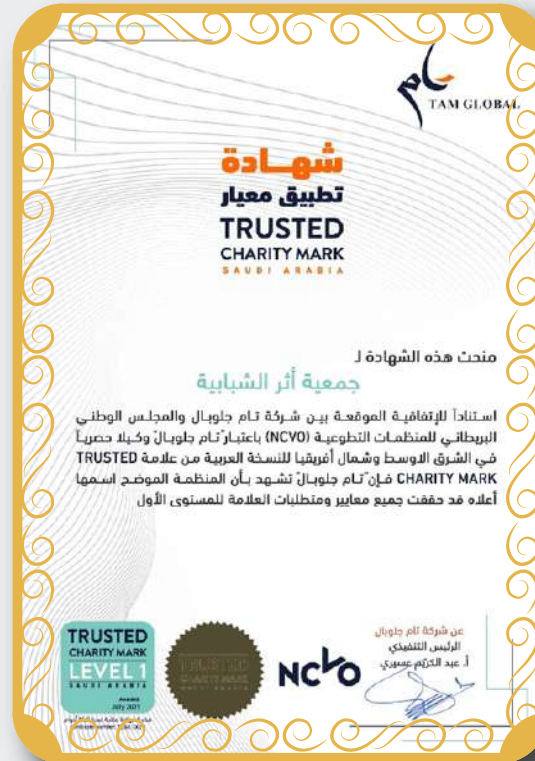 تام
TAM GLOBAL
شهادة
تطبيق معيار
TRUSTED
CHARITY MARK
SAUDI ARABIA
منحت هذه الشهادة لـ
جمعية أثر الشبابية
استناداً للإتفاقية الموقعة بين شركة تام جلوبال والمجلس الوطني
البريطاني للمنظمات التطوعية (NCVO) باعتبار تام جلوبال وكيلا حصرياً
في الشرق الاوسط وشمال أفريقيا للنسخة العربية من علامة TRUSTED
CHARITY MARK فإن تام جلوبال تشهد بأن المنظمة الموضح اسمها
أعلاه قد حققت جميع معايير ومتطلبات العلامة للمستوى الأول
TRUSTED
CHARITY MARK
LEVEL 1
SAUDI ARABIA
Awarded
July 2021
TRUSTED
CHARITY MARK
NCVO
عن شركة تام جلوبال
الرئيس التنفيذي
أ. عبد الكريم عسيري